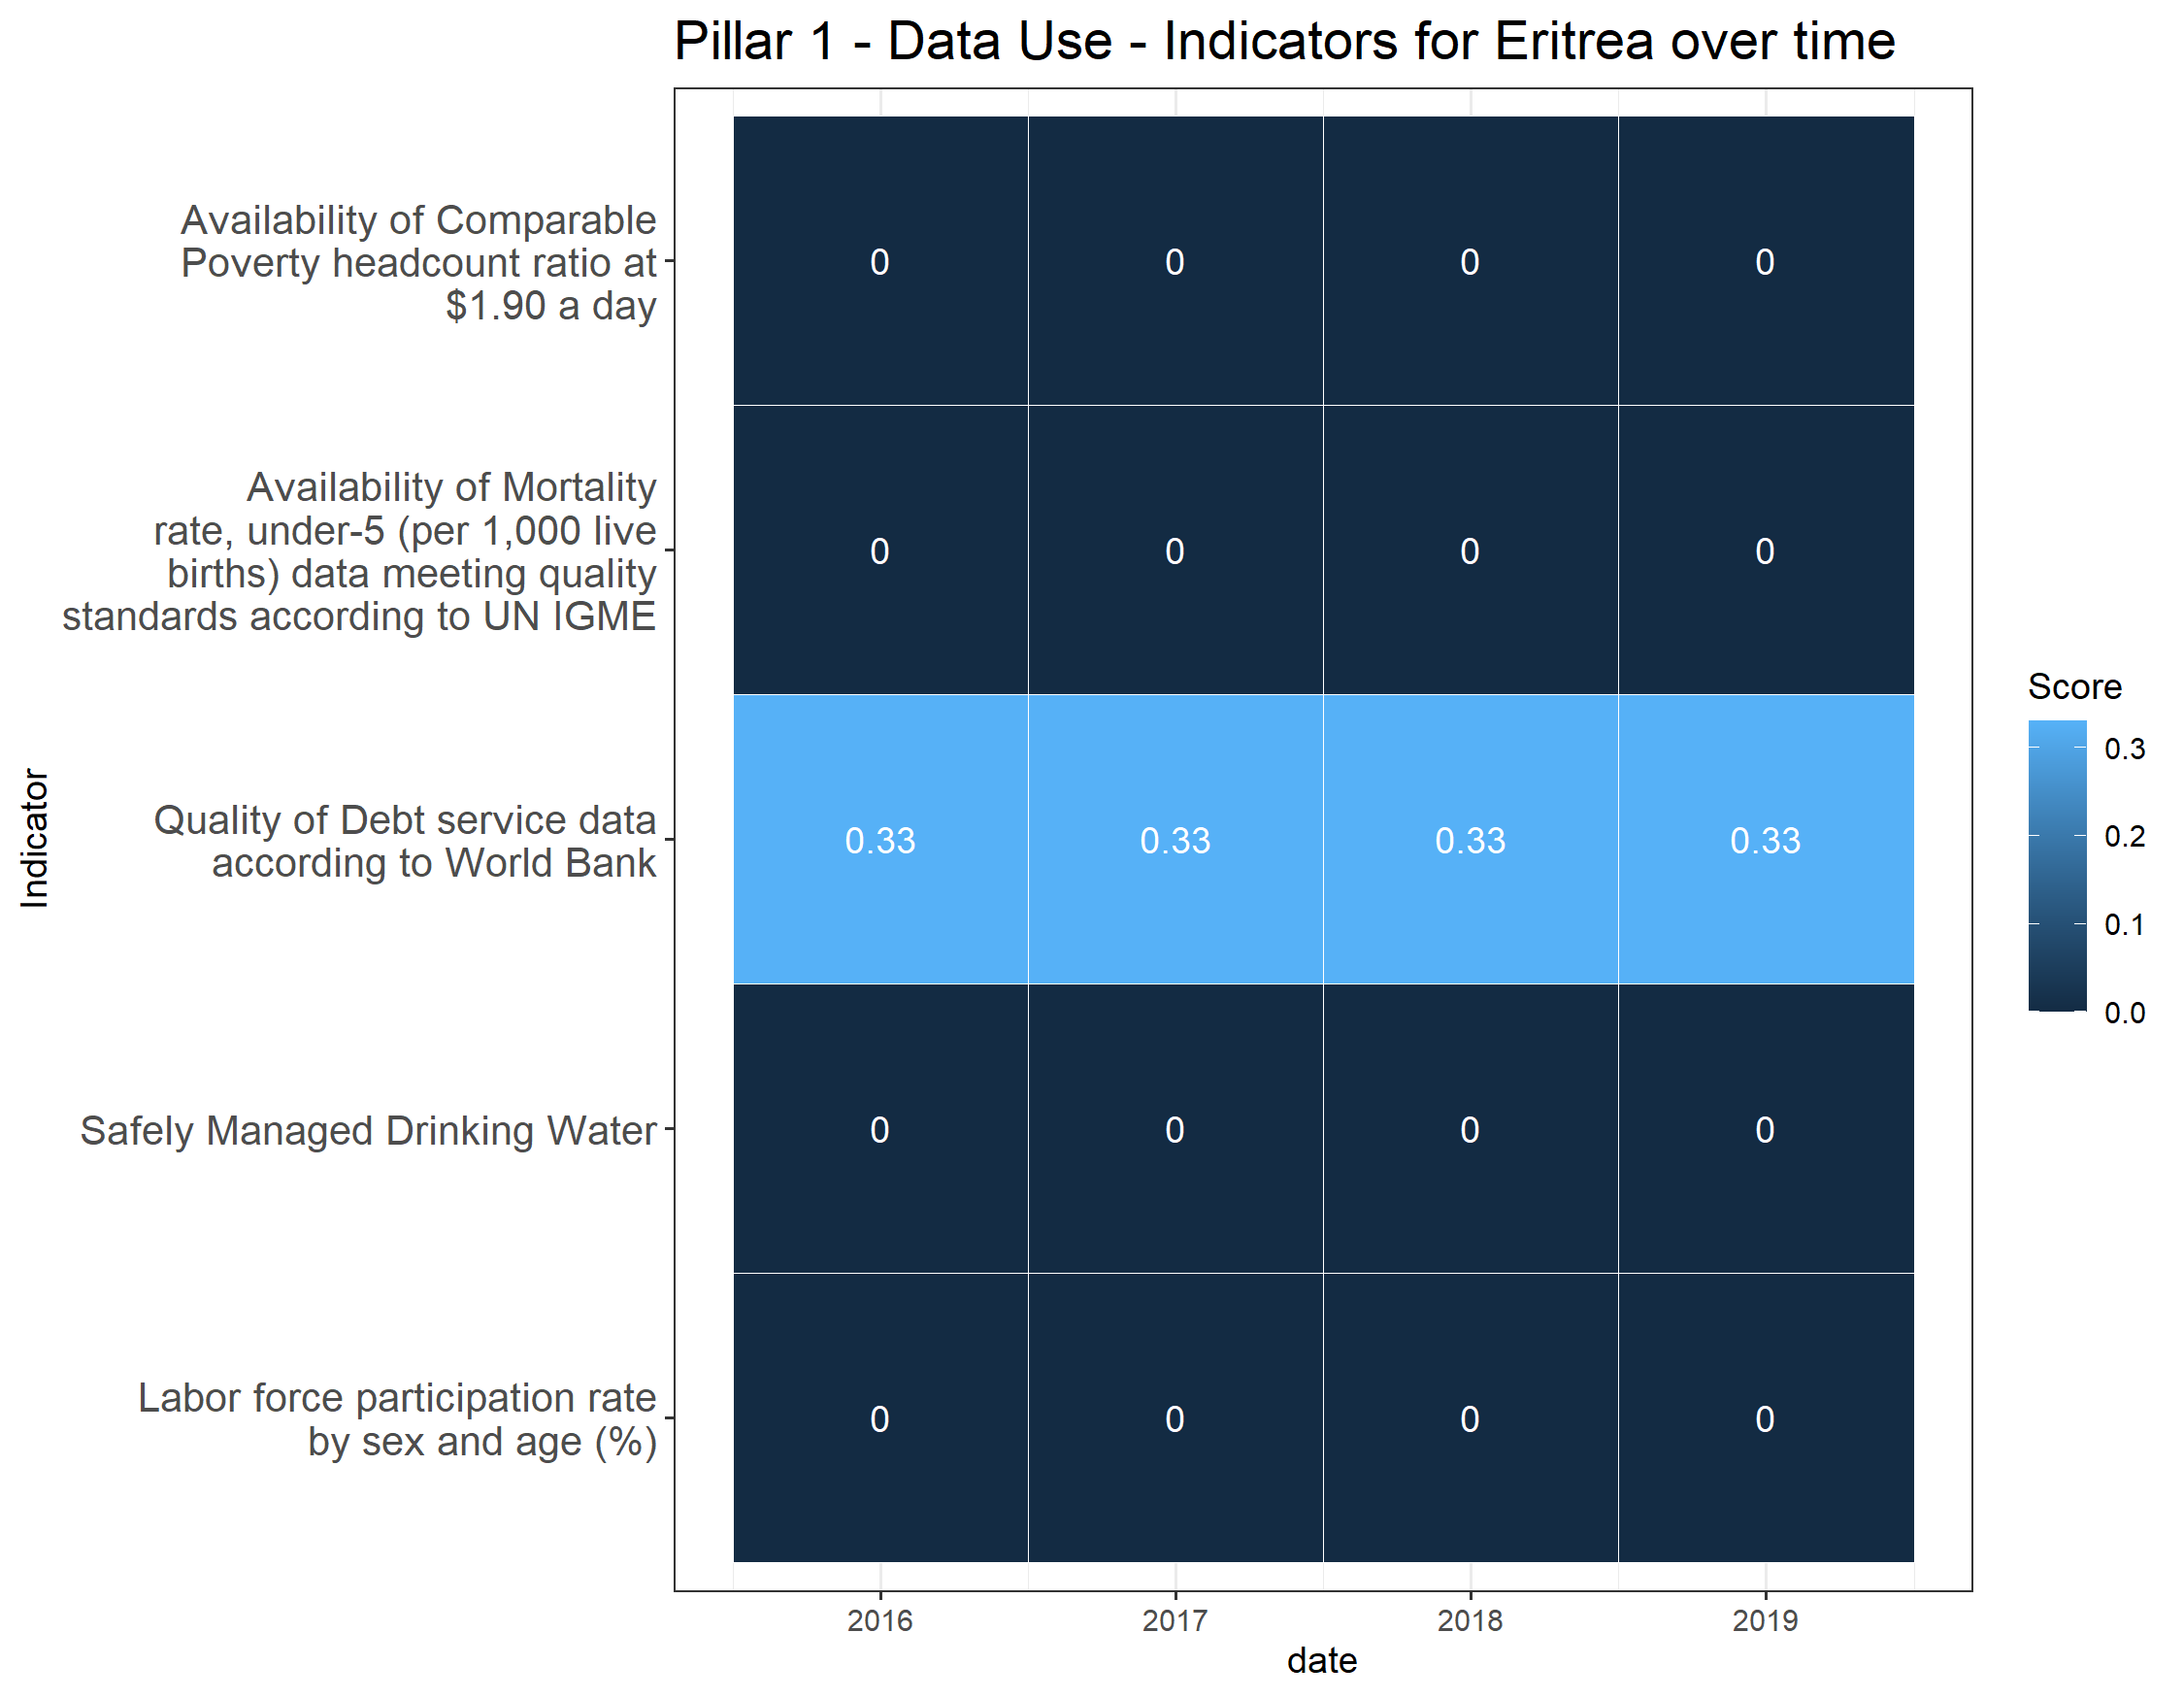 Pillar 1 - Data Use - Indicators for Eritrea over time
Indicator
Availability of Comparable
Poverty headcount ratio at
$1.90 a day
0 0 0 0
Availability of Mortality
rate, under-5 (per 1,000 live
births) data meeting quality
standards according to UN IGME
0 0 0 0
Quality of Debt service data
according to World Bank
0.33 0.33 0.33 0.33
Safely Managed Drinking Water
0 0 0 0
Labor force participation rate
by sex and age (%)
0 0 0 0
2016 2017 2018 2019
date
Score
0.3
0.2
0.1
0.0